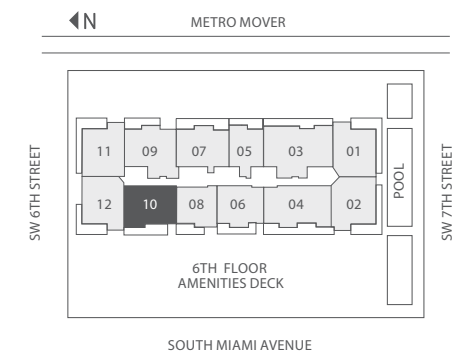 N
METRO MOVER
11
09
07
05
03
01
12
10
08
06
04
02
SW 6TH STREET
POOL
SW 7TH STREET
6TH FLOOR
AMENITIES DECK
SOUTH MIAMI AVENUE